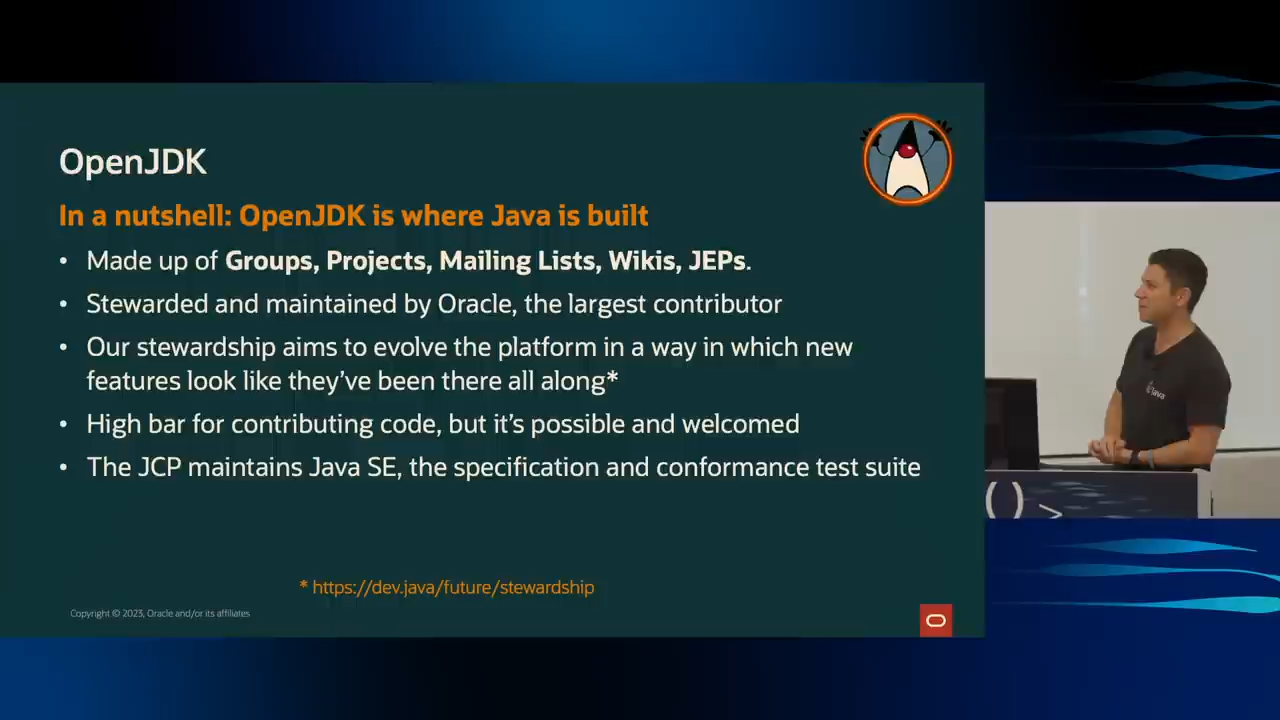 OpenJDK
In a nutshell: OpenJDK is where Java is built
• Made up of Groups, Projects, Mailing Lists, Wikis, JEPs.
• Stewarded and maintained by Oracle, the largest contributor
• Our stewardship aims to evolve the platform in a way in which new
features look like they've been there all along*
• High bar for contributing code, but it's possible and welcomed
• The JCP maintains Java SE, the specification and conformance test suite
* https://dev.java/future/stewardship
Copyright © 2023, Oracle and/or its affiliates
Java
() >